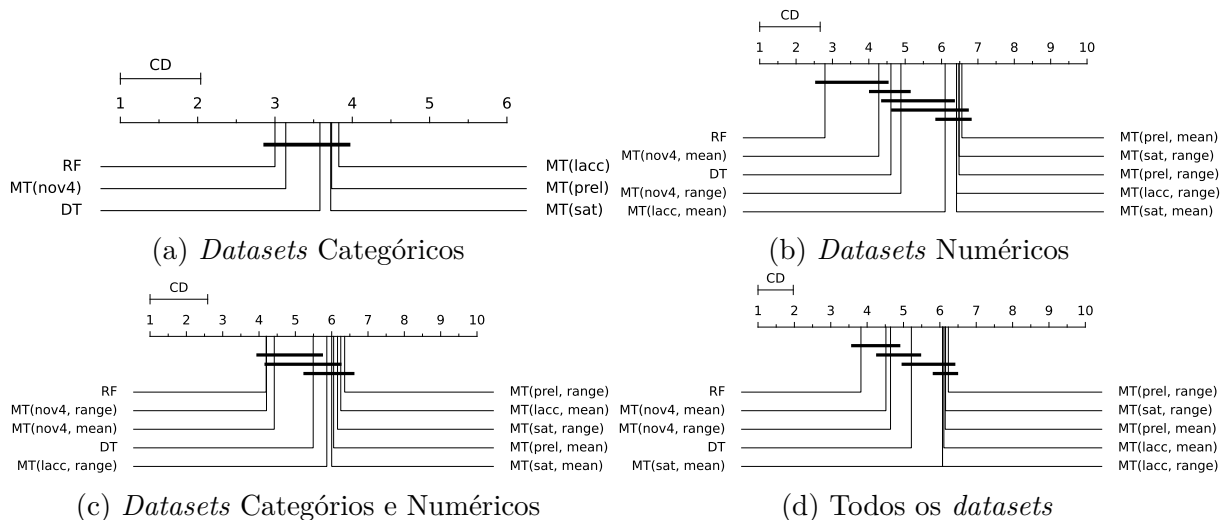 CD
1 2 3 4 5 6
RF
MT(nov4)
DT
MT(lacc)
MT(prel)
MT(sat)
(a) Datasets Categóricos
CD
1 2 3 4 5 6 7 8 9 10
RF
MT(nov4, mean)
DT
MT(nov4, range)
MT(lacc, mean)
MT(prel, mean)
MT(sat, range)
MT(prel, range)
MT(lacc, range)
MT(sat, mean)
(b) Datasets Numéricos
CD
1 2 3 4 5 6 7 8 9 10
RF
MT(nov4, range)
MT(nov4, mean)
DT
MT(lacc, range)
MT(prel, range)
MT(lacc, mean)
MT(sat, range)
MT(prel, mean)
MT(sat, mean)
(c) Datasets Categórios e Numéricos
CD
1 2 3 4 5 6 7 8 9 10
RF
MT(nov4, mean)
MT(nov4, range)
DT
MT(sat, mean)
MT(prel, range)
MT(sat, range)
MT(prel, mean)
MT(lacc, mean)
MT(lacc, range)
(d) Todos os datasets